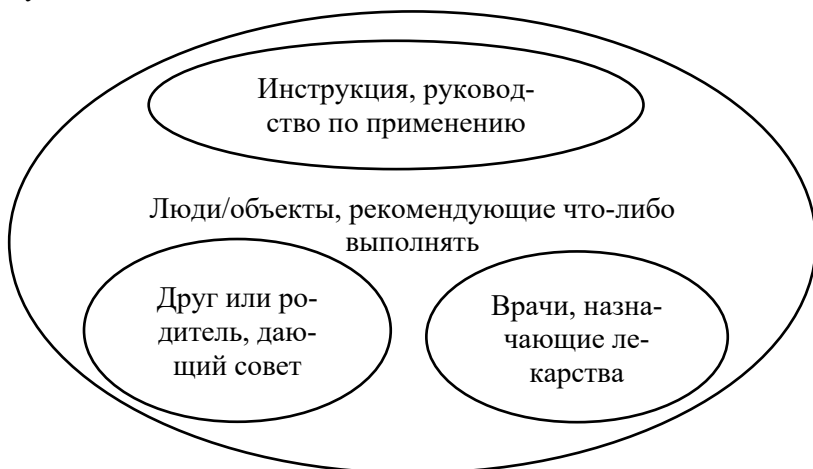 Инструкция, руковод-
ство по применению
Люди/объекты, рекомендующие что-либо
выполнять
Друг или ро-
дитель, даю-
щий совет
Врачи, назна-
чающие ле-
карства